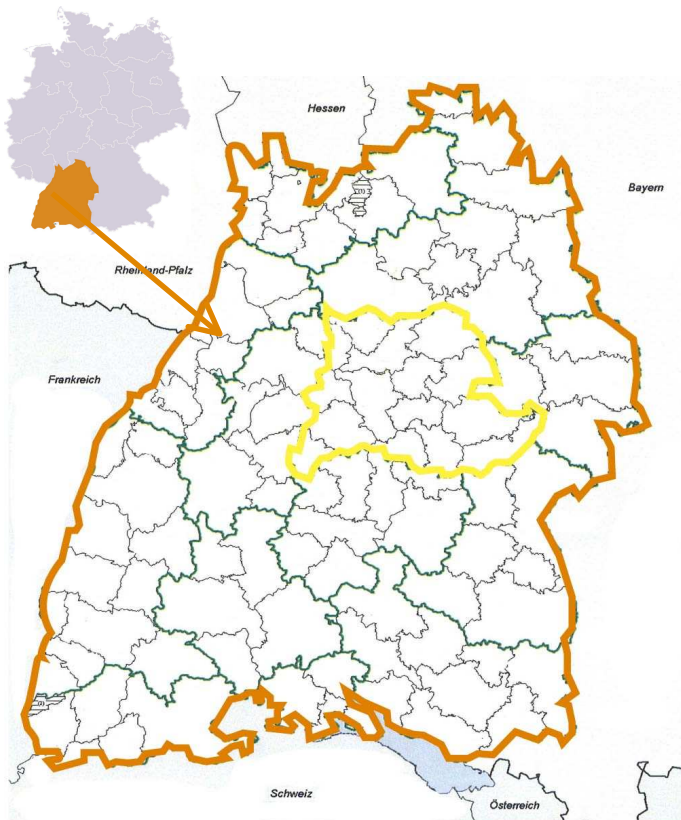 Hessen
Bayern
Rheinland-Pfalz
Frankreich
Schweiz
Österreich